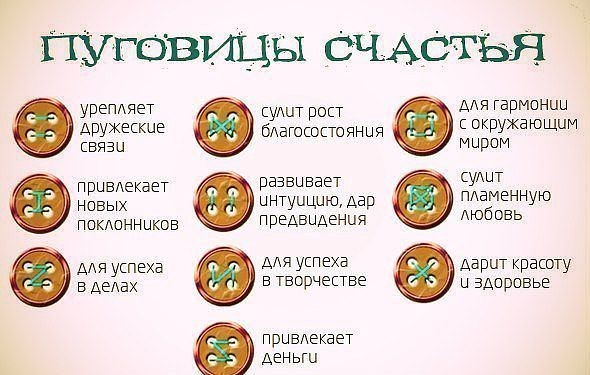 ПУГОВИЦЫ СЧАСТЬЯ
урепляет
дружеские
связи
сулит рост
благосостояния
для гармонии
с окружающим
миром
привлекает
новых
поклонников
развивает
интуицию, дар
предвидения
сулит
пламенную
любовь
для успеха
в делах
для успеха
в творчестве
дарит красоту
и здоровье
привлекает
деньги